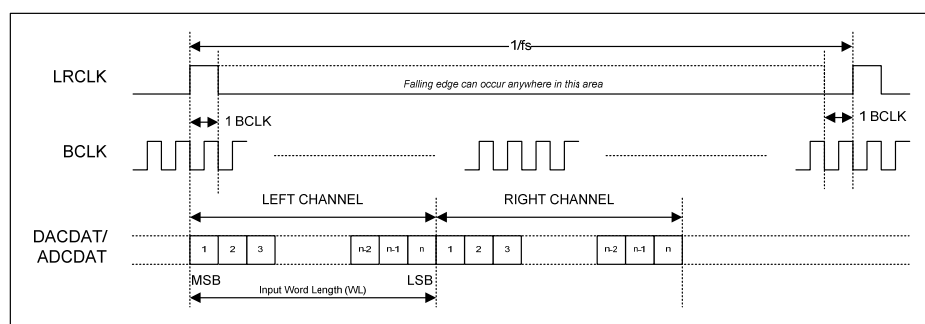 1/fs
LRCLK
Falling edge can occur anywhere in this area
1 BCLK
1 BCLK
BCLK
LEFT CHANNEL
RIGHT CHANNEL
DACDAT/
ADCDAT
1 2 3 n-2 n-1 n 1 2 3 n-2 n-1 n
MSB
LSB
Input Word Length (WL)